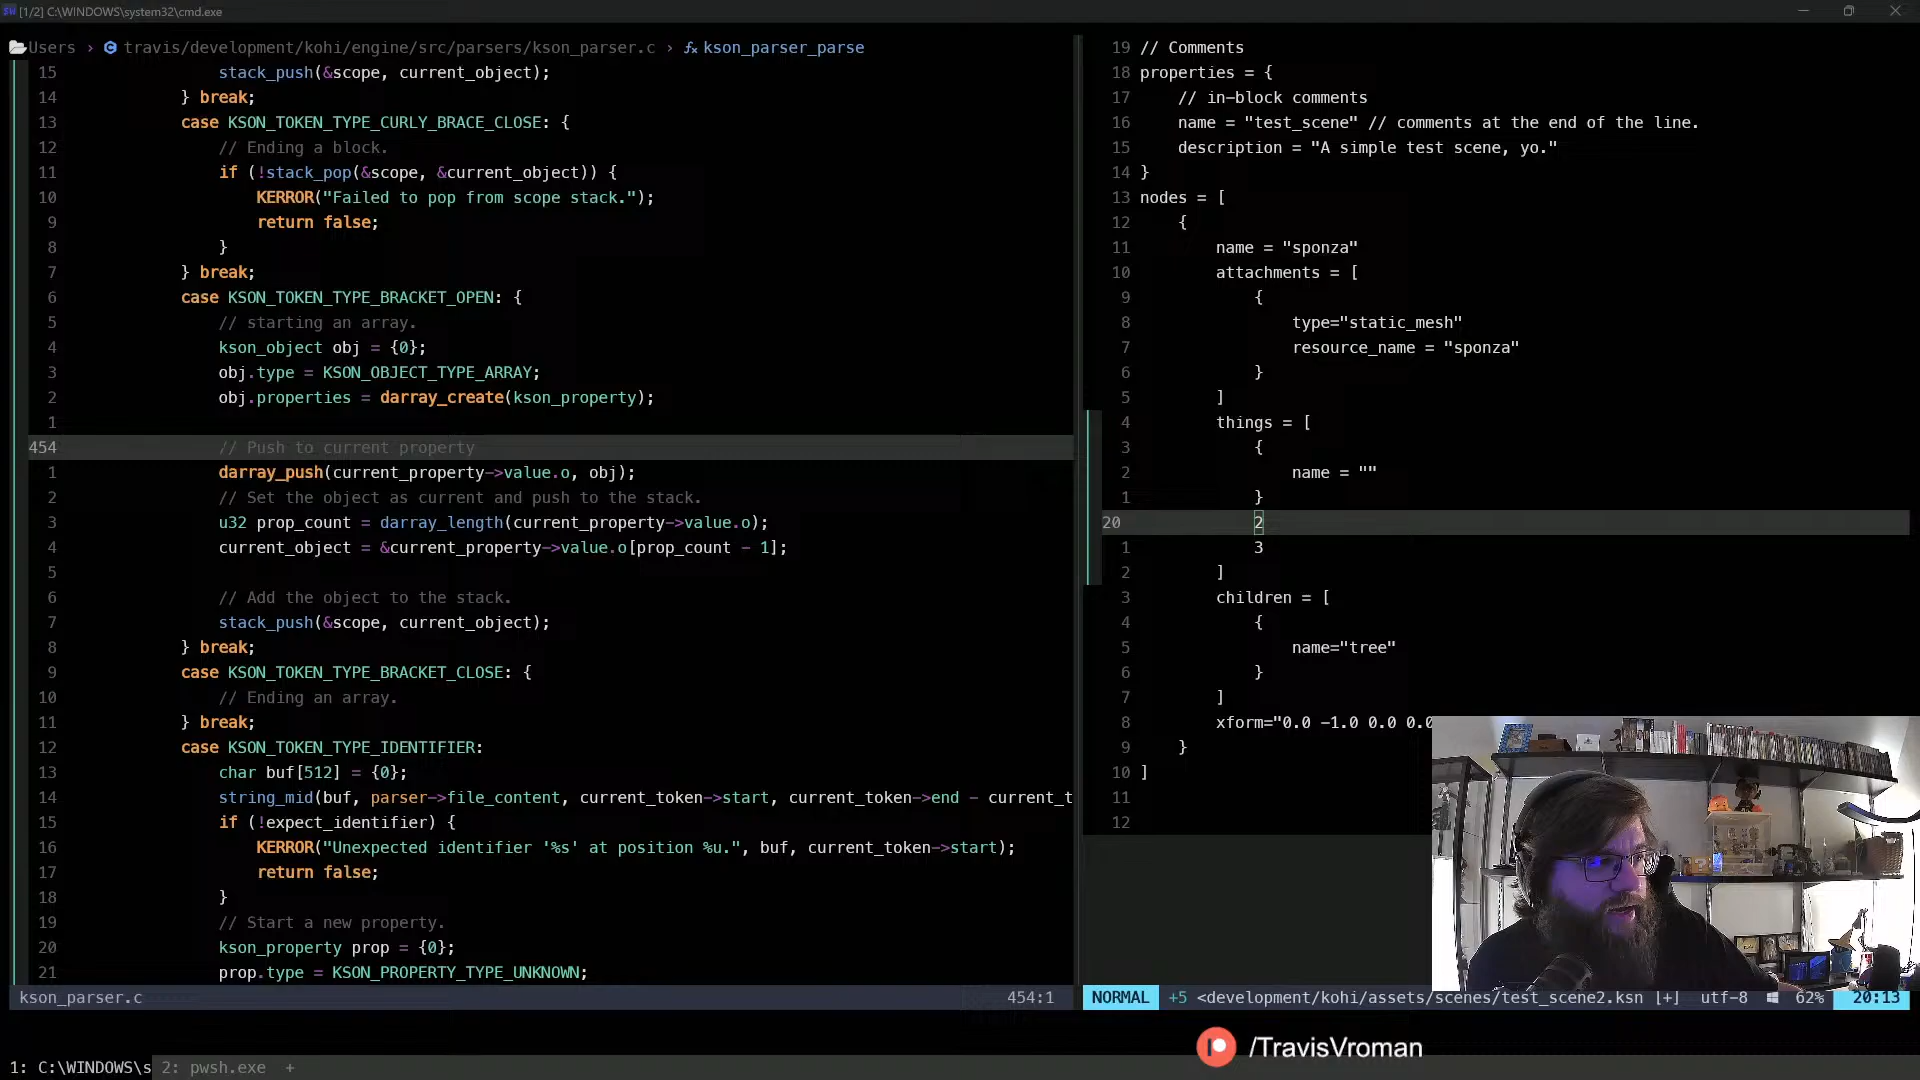 [1/2] C:\WINDOWS\system32\cmd.exe
Users › travis/development/kohi/engine/src/parsers/kson_parser.c › fx kson_parser_parse
15 stack_push(&scope, current_object);
14 } break;
13 case KSON_TOKEN_TYPE_CURLY_BRACE_CLOSE: {
12 // Ending a block.
11 if (!stack_pop(&scope, &current_object)) {
10 KERROR("Failed to pop from scope stack.");
9 return false;
8 }
7 } break;
6 case KSON_TOKEN_TYPE_BRACKET_OPEN: {
5 // starting an array.
4 kson_object obj = {0};
3 obj.type = KSON_OBJECT_TYPE_ARRAY;
2 obj.properties = darray_create(kson_property);
1
454 // Push to current property
1 darray_push(current_property->value.o, obj);
2 // Set the object as current and push to the stack.
3 u32 prop_count = darray_length(current_property->value.o);
4 current_object = &current_property->value.o[prop_count - 1];
5
6 // Add the object to the stack.
7 stack_push(&scope, current_object);
8 } break;
9 case KSON_TOKEN_TYPE_BRACKET_CLOSE: {
10 // Ending an array.
11 } break;
12 case KSON_TOKEN_TYPE_IDENTIFIER:
13 char buf[512] = {0};
14 string_mid(buf, parser->file_content, current_token->start, current_token->end - current_t
15 if (!expect_identifier) {
16 KERROR("Unexpected identifier '%s' at position %u.", buf, current_token->start);
17 return false;
18 }
19 // Start a new property.
20 kson_property prop = {0};
21 prop.type = KSON_PROPERTY_TYPE_UNKNOWN;
kson_parser.c 454:1
19 // Comments
18 properties = {
17 // in-block comments
16 name = "test_scene" // comments at the end of the line.
15 description = "A simple test scene, yo."
14 }
13 nodes = [
12 {
11 name = "sponza"
10 attachments = [
9 {
8 type="static_mesh"
7 resource_name = "sponza"
6 }
5 ]
4 things = [
3 {
2 name = ""
1 }
20 2
1 3
2 ]
3 children = [
4 {
5 name="tree"
6 }
7 ]
8 xform="0.0 -1.0 0.0 0.0
9 }
10 ]
11
12
NORMAL +5 <development/kohi/assets/scenes/test_scene2.ksn [+] utf-8 62% 20:13
/TravisVroman
1: C:\WINDOWS\s 2: pwsh.exe +